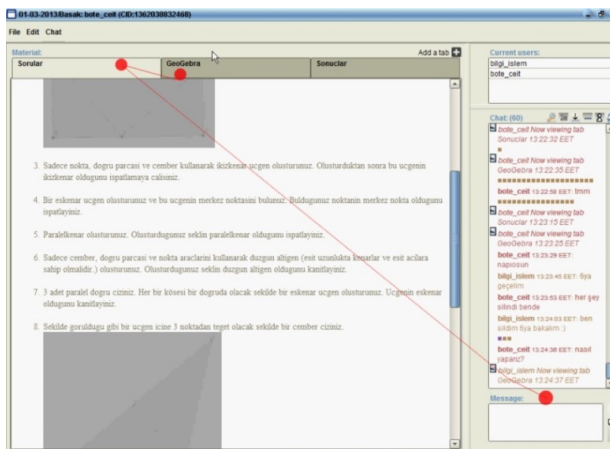 01-03-2013/Basak: bote_ceit (CID:1362038032460)
File Edit Chat
Material:
Add a tab
Sorular
GeoGebra
Sonuclar
3. Sadece nokta, dogru parcasi ve cember kullanarak ikizkenar ucgen olusturunuz. Olusturduktan sonra bu ucgenin
ikizkenar oldugunu ispatlamaya calisiniz.
4. Bir eskenar ucgen olusturunuz ve bu ucgenin merkez noktasini bulunuz. Buldugunuz noktanin merkez nokta oldugunu
ispatlayiniz.
5. Paralelkenar olusturunuz. Olusturdugunuz seklin paralelkenar oldugunu ispatlayiniz.
6. Sadece cember, dogru parcasi ve nokta araclarini kullanarak duzgun altigen (esit uzunlukta kenarlar ve esit acilara
sahip olmalidir.) olusturunuz. Olusturdugunuz seklin duzgun altigen oldugunu kanitlayiniz.
7. 3 adet paralel dogru ciziniz. Her bir kösesi bir dogruda olacak sekilde bir eskenar ucgen olusturunuz. Ucgenin eskenar
oldugunu kanitlayiniz.
8. Sekilde goruldugu gibi bir ucgen icine 3 noktadan teget olacak sekilde bir cember ciziniz.
Current users:
bilgi_islem
bote_ceit
Chat: (60)
bote_ceit Now viewing tab
Sonuclar 13:22:32 EET
bote_ceit Now viewing tab
GeoGebra 13:22:35 EET
bote_ceit 13:22:58 EET: tmm
bote_ceit Now viewing tab
Sonuclar 13:23:15 EET
bote_ceit Now viewing tab
GeoGebra 13:23:25 EET
bote_ceit 13:23:29 EET:
napıosun
bilgi_islem 13:23:45 EET: 6ya
geçelim
bote_ceit 13:23:53 EET: her şey
silindi bende
bilgi_islem 13:24:03 EET: ben
sildim 6ya bakalım :)
bote_ceit 13:24:36 EET: nasıl
yaparız?
bilgi_islem Now viewing tab
GeoGebra 13:24:37 EET
Message: